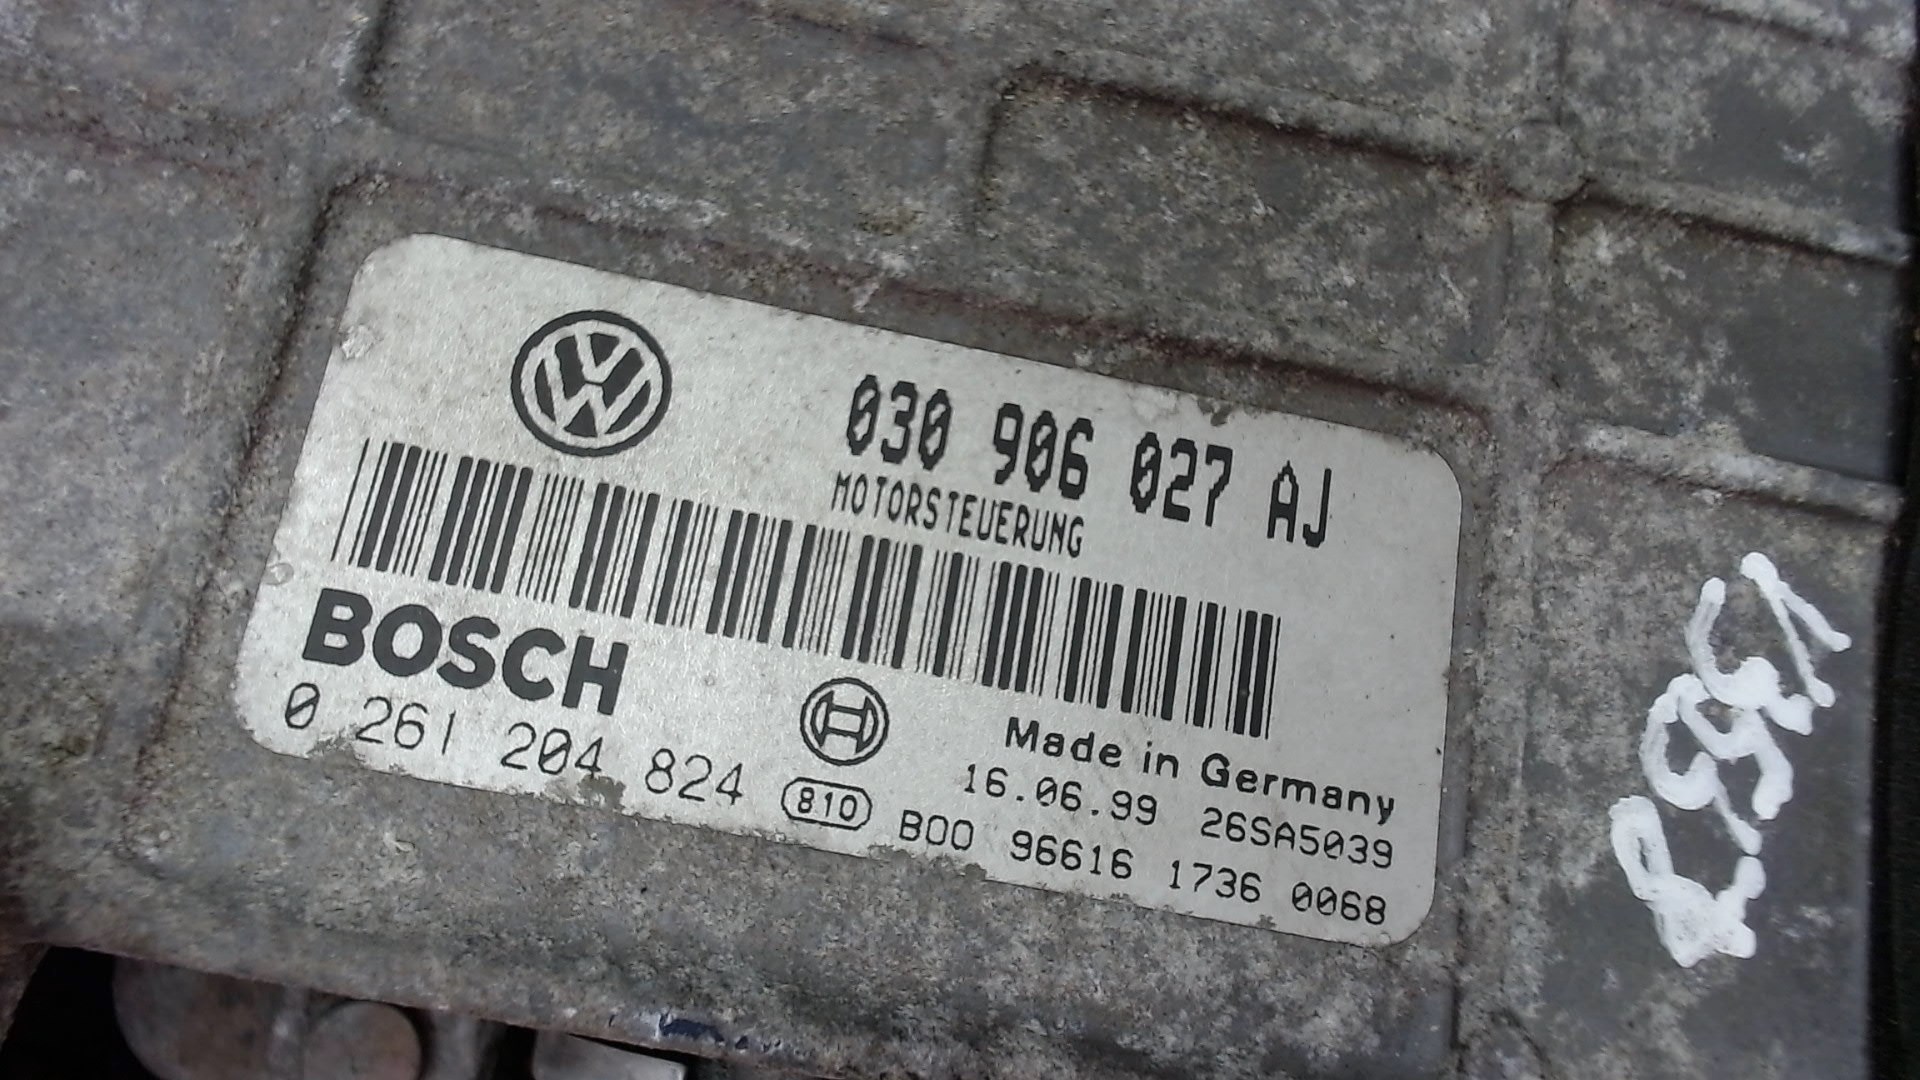 030 906 027 AJ
MOTORSTEUERUNG
BOSCH
0 261 204 824
810
Made in Germany
16.06.99 26SA5039
B00 96616 1736 0068